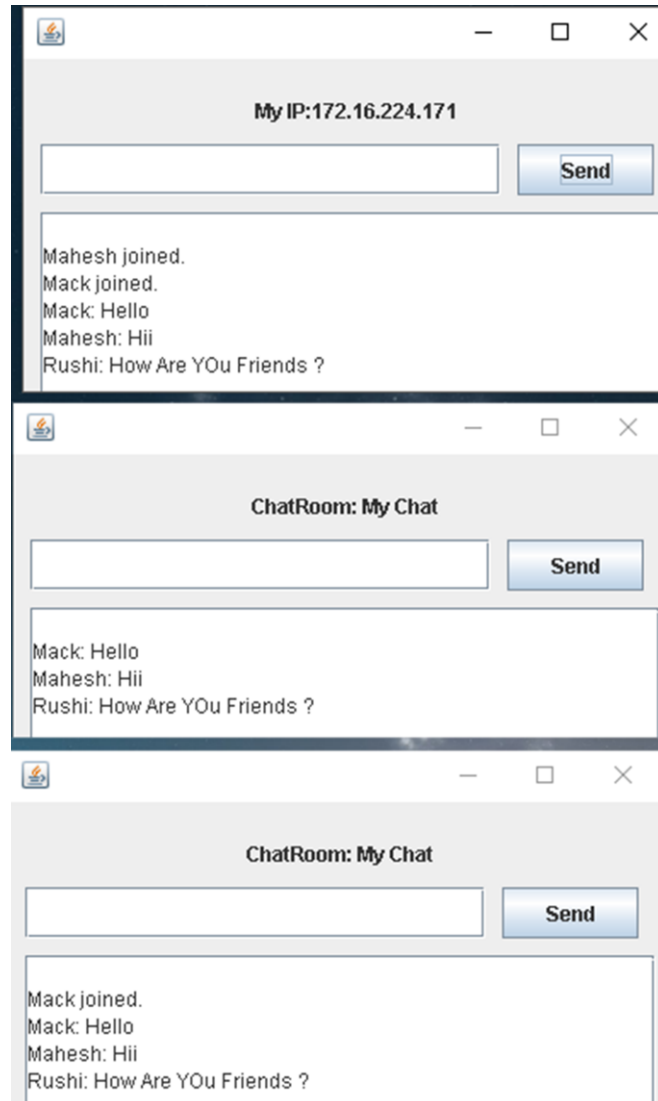 My IP:172.16.224.171
Send
Mahesh joined.
Mack joined.
Mack: Hello
Mahesh: Hii
Rushi: How Are YOu Friends ?
ChatRoom: My Chat
Send
Mack: Hello
Mahesh: Hii
Rushi: How Are YOu Friends ?
ChatRoom: My Chat
Send
Mack joined.
Mack: Hello
Mahesh: Hii
Rushi: How Are YOu Friends ?